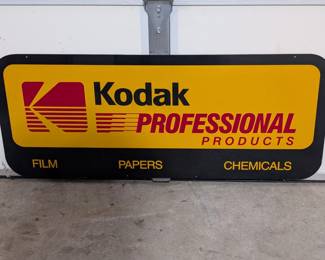 Kodak
PROFESSIONAL
PRODUCTS
FILM PAPERS CHEMICALS